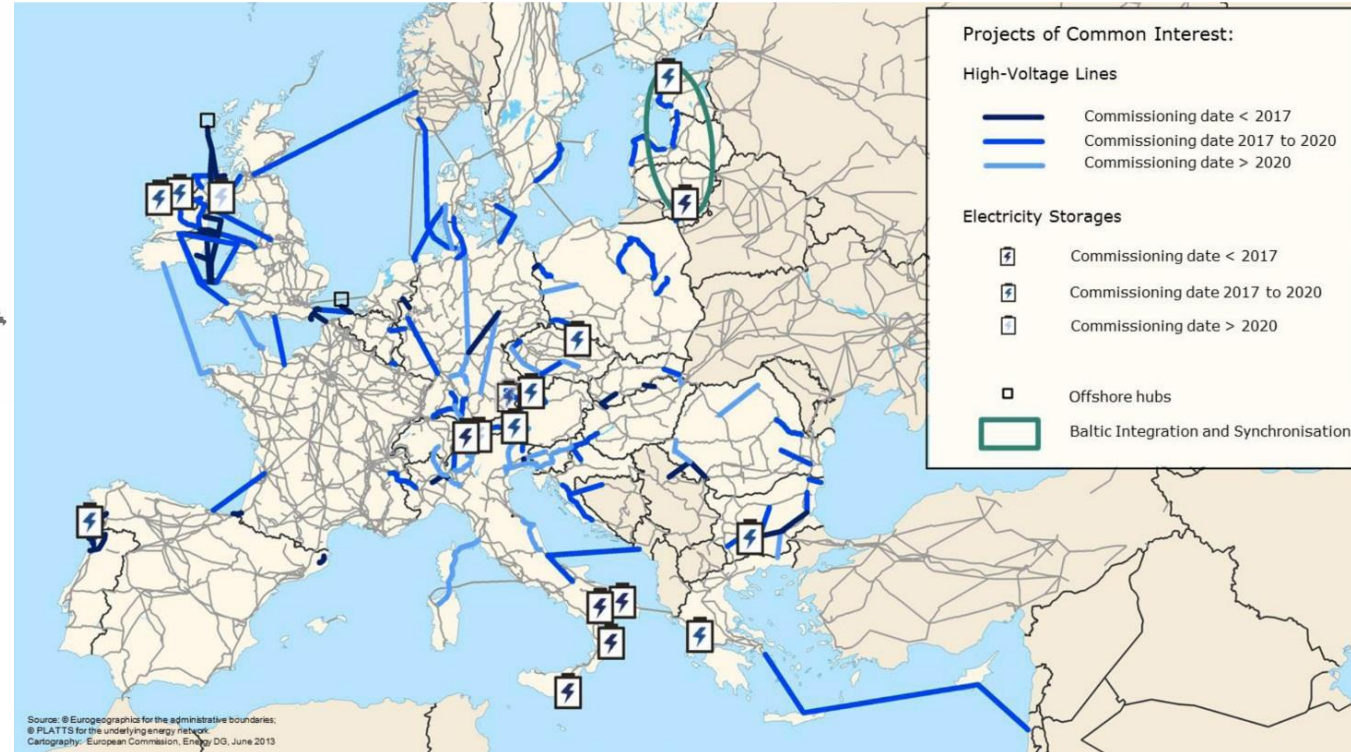 Projects of Common Interest:
High-Voltage Lines
Commissioning date < 2017
Commissioning date 2017 to 2020
Commissioning date > 2020
Electricity Storages
Commissioning date < 2017
Commissioning date 2017 to 2020
Commissioning date > 2020
Offshore hubs
Baltic Integration and Synchronisation
Source: © Eurogeographics for the administrative boundaries;
© PLATTS for the underlying energy network.
Cartography: European Commission, Energy DG, June 2013